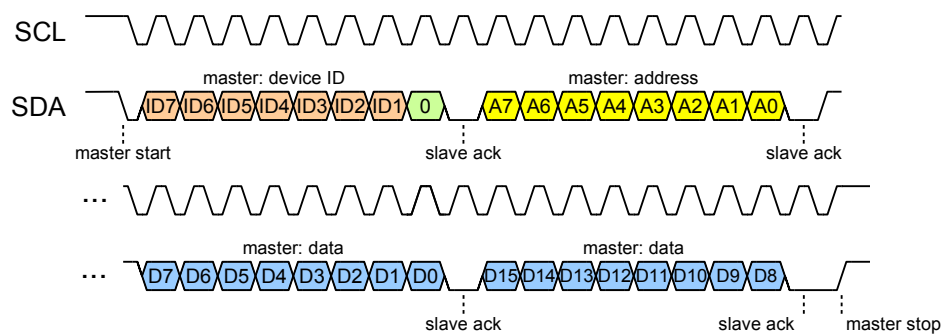 SCL
master: device ID master: address
SDA ID7 ID6 ID5 ID4 ID3 ID2 ID1 0 A7 A6 A5 A4 A3 A2 A1 A0
master start slave ack slave ack
...
master: data master: data
... D7 D6 D5 D4 D3 D2 D1 D0 D15 D14 D13 D12 D11 D10 D9 D8
slave ack slave ack master stop